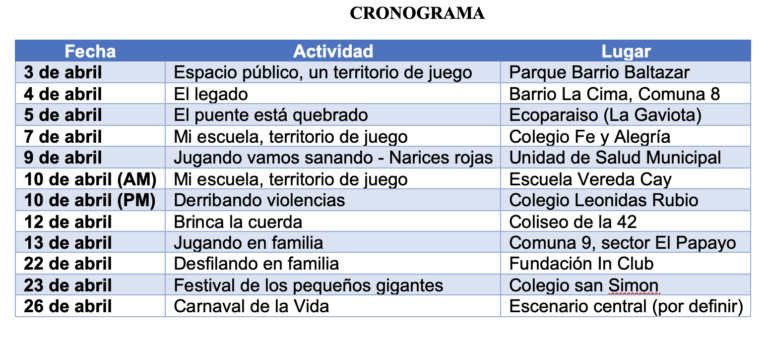 CRONOGRAMA
Fecha Actividad Lugar
3 de abril Espacio público, un territorio de juego Parque Barrio Baltazar
4 de abril El legado Barrio La Cima, Comuna 8
5 de abril El puente está quebrado Ecoparaiso (La Gaviota)
7 de abril Mi escuela, territorio de juego Colegio Fe y Alegría
9 de abril Jugando vamos sanando - Narices rojas Unidad de Salud Municipal
10 de abril (AM) Mi escuela, territorio de juego Escuela Vereda Cay
10 de abril (PM) Derribando violencias Colegio Leonidas Rubio
12 de abril Brinca la cuerda Coliseo de la 42
13 de abril Jugando en familia Comuna 9, sector El Papayo
22 de abril Desfilando en familia Fundación In Club
23 de abril Festival de los pequeños gigantes Colegio san Simon
26 de abril Carnaval de la Vida Escenario central (por definir)